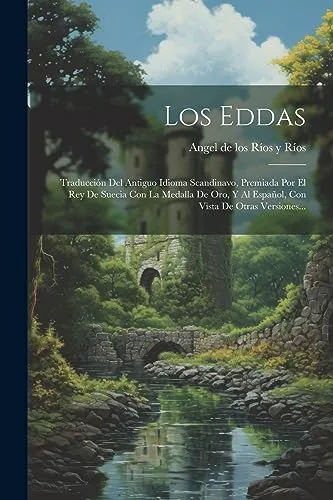 LOS EDDAS
Angel de los Ríos y Ríos
Traducción Del Antiguo Idioma Scandinavo, Premiada Por El
Rey De Suecia Con La Medalla De Oro, Y Al Español, Con
Vista De Otras Versiones...